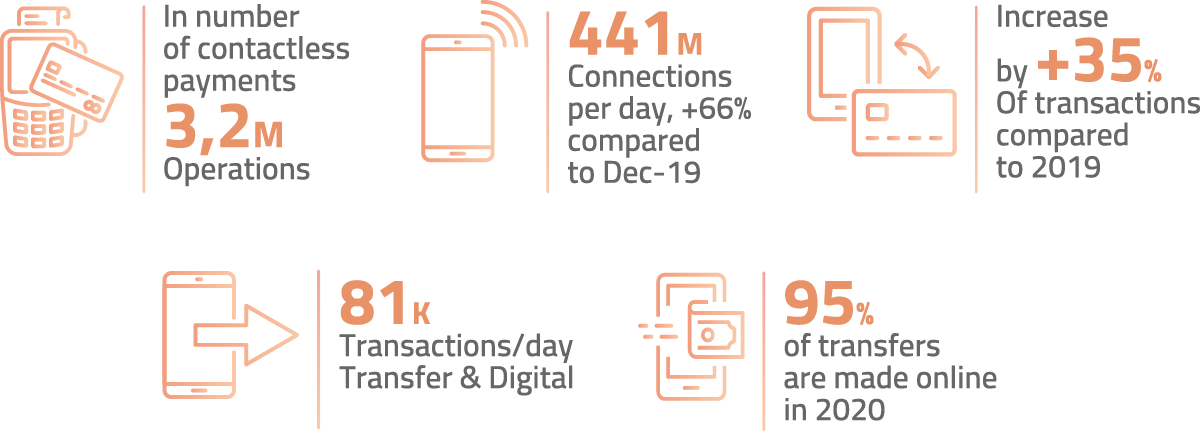 In number
of contactless
payments
3,2M
Operations
441M
Connections
per day, +66%
compared
to Dec-19
Increase
by +35%
Of transactions
compared
to 2019
81K
Transactions/day
Transfer & Digital
95%
of transfers
are made online
in 2020